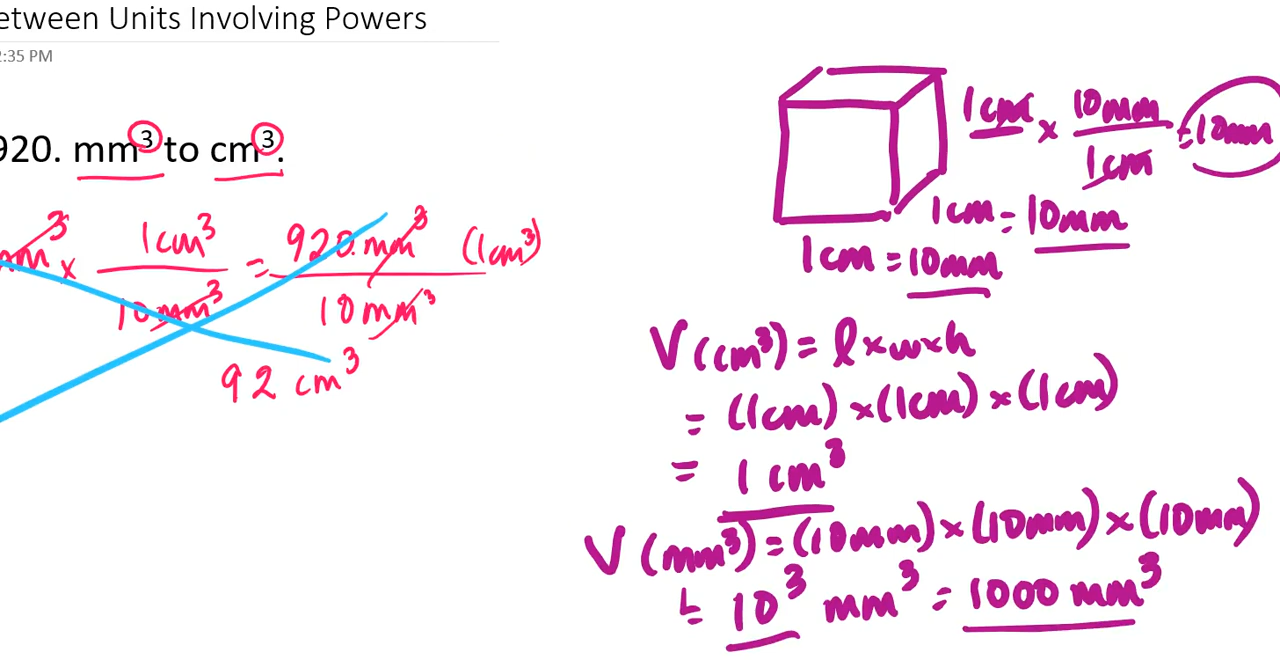 etween Units Involving Powers
2:35 PM
920. mm³ to cm³.
mm³ × 1cm³ / 10mm³ = 920. mm³ (1cm³) / 10mm³
92 cm³
1cm × 10mm / 1cm = 10mm
1cm = 10mm
1cm = 10mm
V (cm³) = l × w × h
= (1cm) × (1cm) × (1cm)
= 1 cm³
V (mm³) = (10mm) × (10mm) × (10mm)
= 10³ mm³ = 1000 mm³